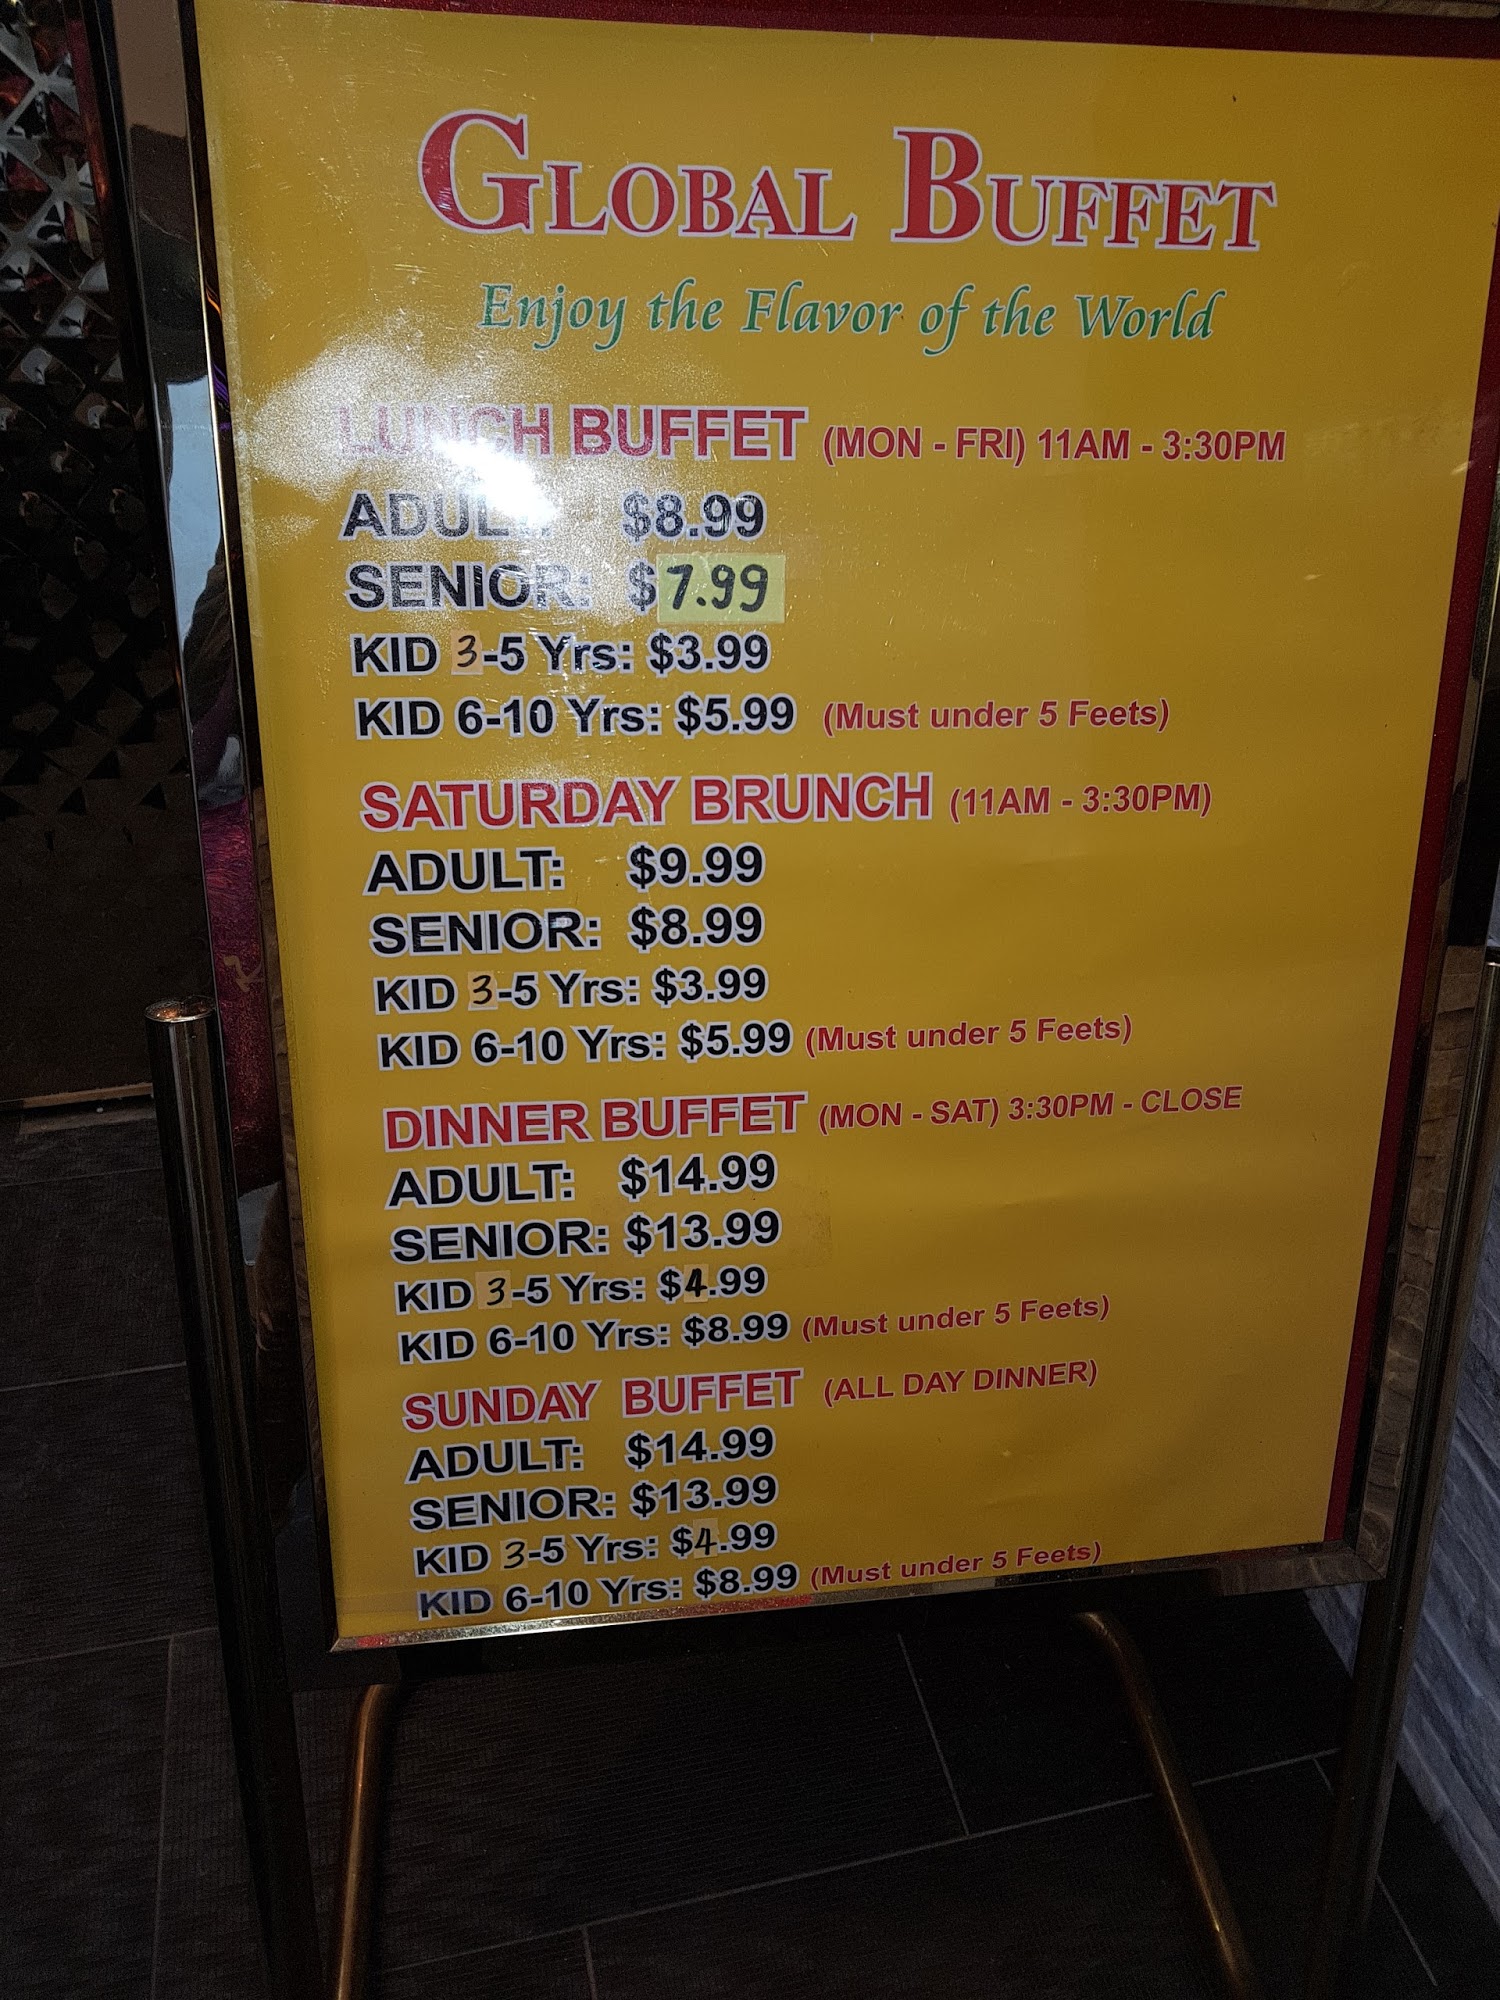 GLOBAL BUFFET
Enjoy the Flavor of the World
LUNCH BUFFET (MON - FRI) 11AM - 3:30PM
ADULT: $8.99
SENIOR: $7.99
KID 3-5 Yrs: $3.99
KID 6-10 Yrs: $5.99 (Must under 5 Feets)
SATURDAY BRUNCH (11AM - 3:30PM)
ADULT: $9.99
SENIOR: $8.99
KID 3-5 Yrs: $3.99
KID 6-10 Yrs: $5.99 (Must under 5 Feets)
DINNER BUFFET (MON - SAT) 3:30PM - CLOSE
ADULT: $14.99
SENIOR: $13.99
KID 3-5 Yrs: $4.99
KID 6-10 Yrs: $8.99 (Must under 5 Feets)
SUNDAY BUFFET (ALL DAY DINNER)
ADULT: $14.99
SENIOR: $13.99
KID 3-5 Yrs: $4.99
KID 6-10 Yrs: $8.99 (Must under 5 Feets)